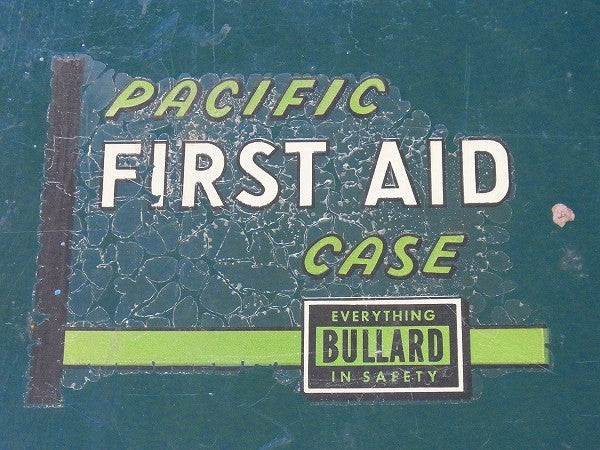 PACIFIC
FIRST AID
CASE
EVERYTHING
BULLARD
IN SAFETY